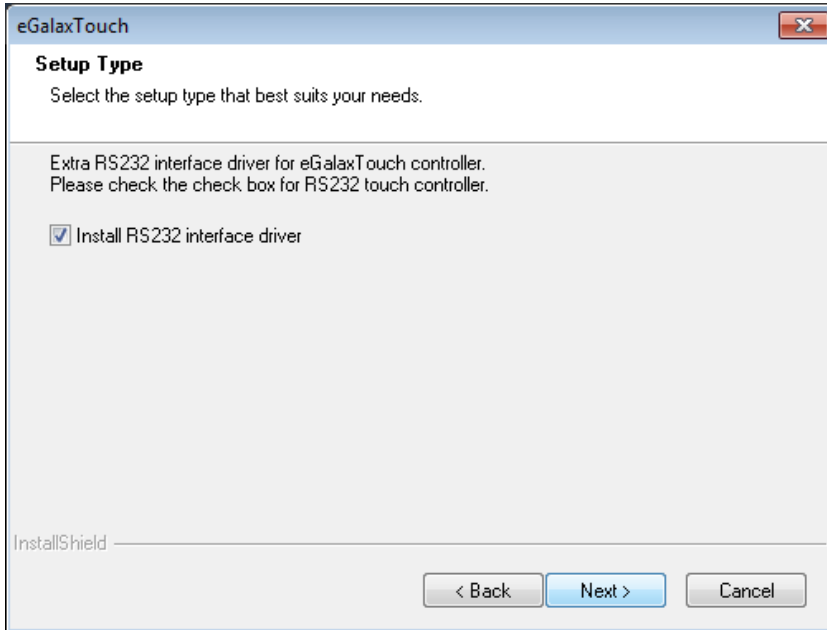 eGalaxTouch
Setup Type
Select the setup type that best suits your needs.
Extra RS232 interface driver for eGalaxTouch controller.
Please check the check box for RS232 touch controller.
Install RS232 interface driver
InstallShield
< Back
Next >
Cancel